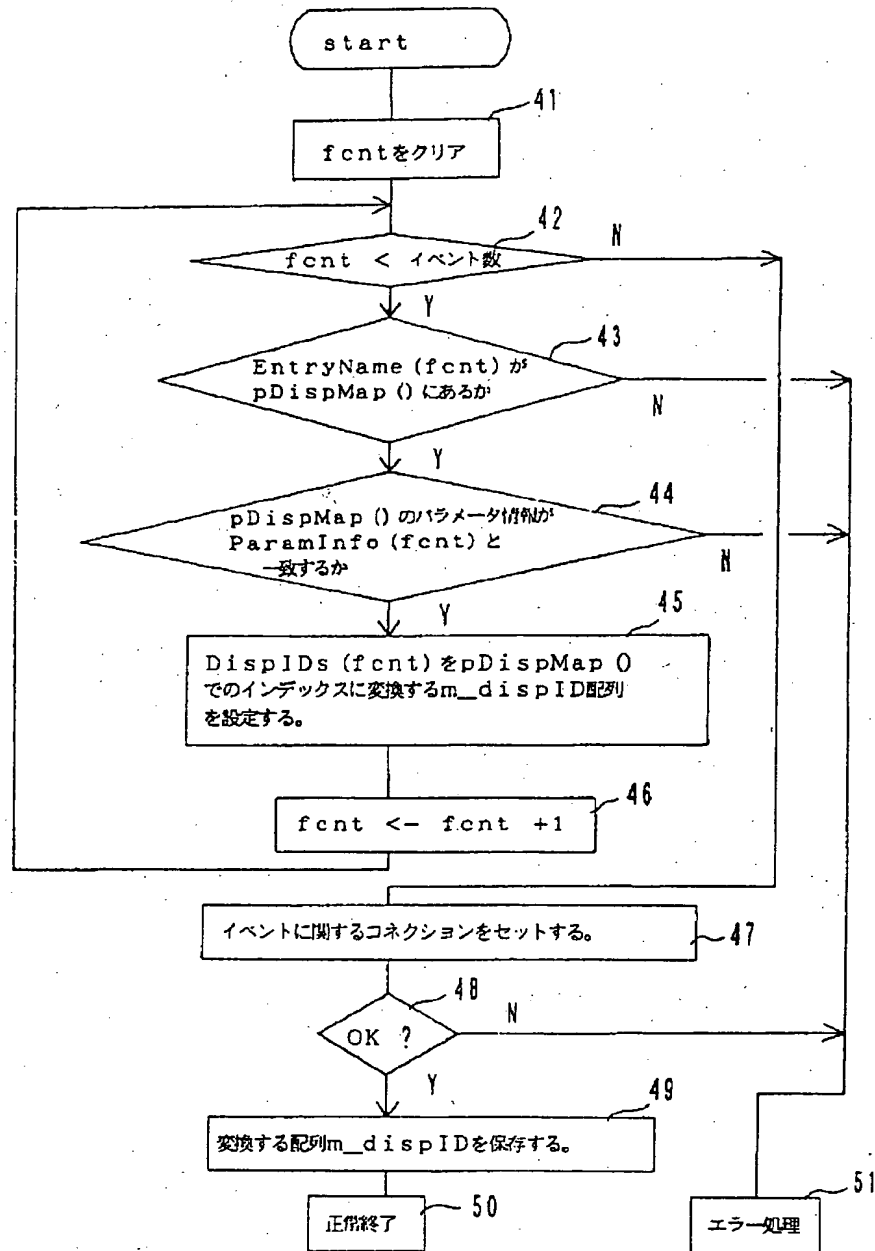 start
41
fcntをクリア
42
N
fcnt < イベント数
Y
43
EntryName(fcnt)が
pDispMap()にあるか
N
Y
44
pDispMap()のパラメータ情報が
ParamInfo(fcnt)と
一致するか
N
Y
45
DispIDs(fcnt)をpDispMap()
でのインデックスに変換するm_dispID配列
を設定する。
46
fcnt <- fcnt +1
イベントに関するコネクションをセットする。
47
48
N
OK ?
Y
49
変換する配列m_dispIDを保存する。
50
正常終了
51
エラー処理